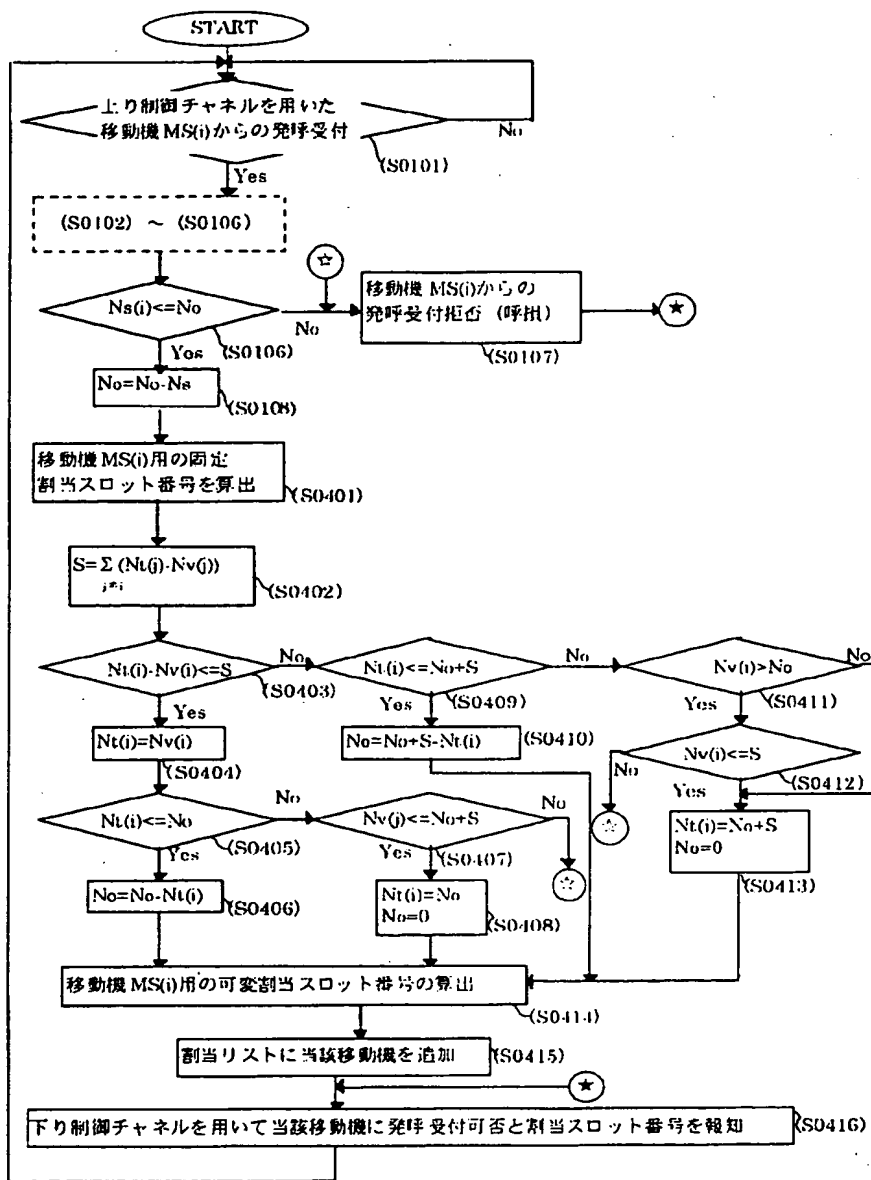 START
上り制御チャネルを用いた
移動機 MS(i)からの発呼受付
No
(S0101)
Yes
(S0102) ～ (S0106)
☆
Ns(i)<=No
No
(S0106)
Yes
移動機 MS(i)からの
発呼受付拒否（呼損）
(S0107)
★
No=No-Ns
(S0108)
移動機 MS(i)用の固定
割当スロット番号を算出
(S0401)
S=Σ (Nt(j)-Nv(j))
j≠i
(S0402)
Nt(i)-Nv(i)<=S
No
(S0403)
Yes
Nt(i)<=No+S
No
(S0409)
Yes
Nv(i)>No
No
(S0411)
Yes
Nt(i)=Nv(i)
(S0404)
No=No+S-Nt(i)
(S0410)
Nv(i)<=S
No
(S0412)
Yes
☆
Nt(i)<=No
No
(S0405)
Yes
Nv(j)<=No+S
No
(S0407)
Yes
☆
Nt(i)=No+S
No=0
(S0413)
No=No-Nt(i)
(S0406)
Nt(i)=No
No=0
(S0408)
移動機 MS(i)用の可変割当スロット番号の算出
(S0414)
割当リストに当該移動機を追加
(S0415)
★
下り制御チャネルを用いて当該移動機に発呼受付可否と割当スロット番号を報知
(S0416)